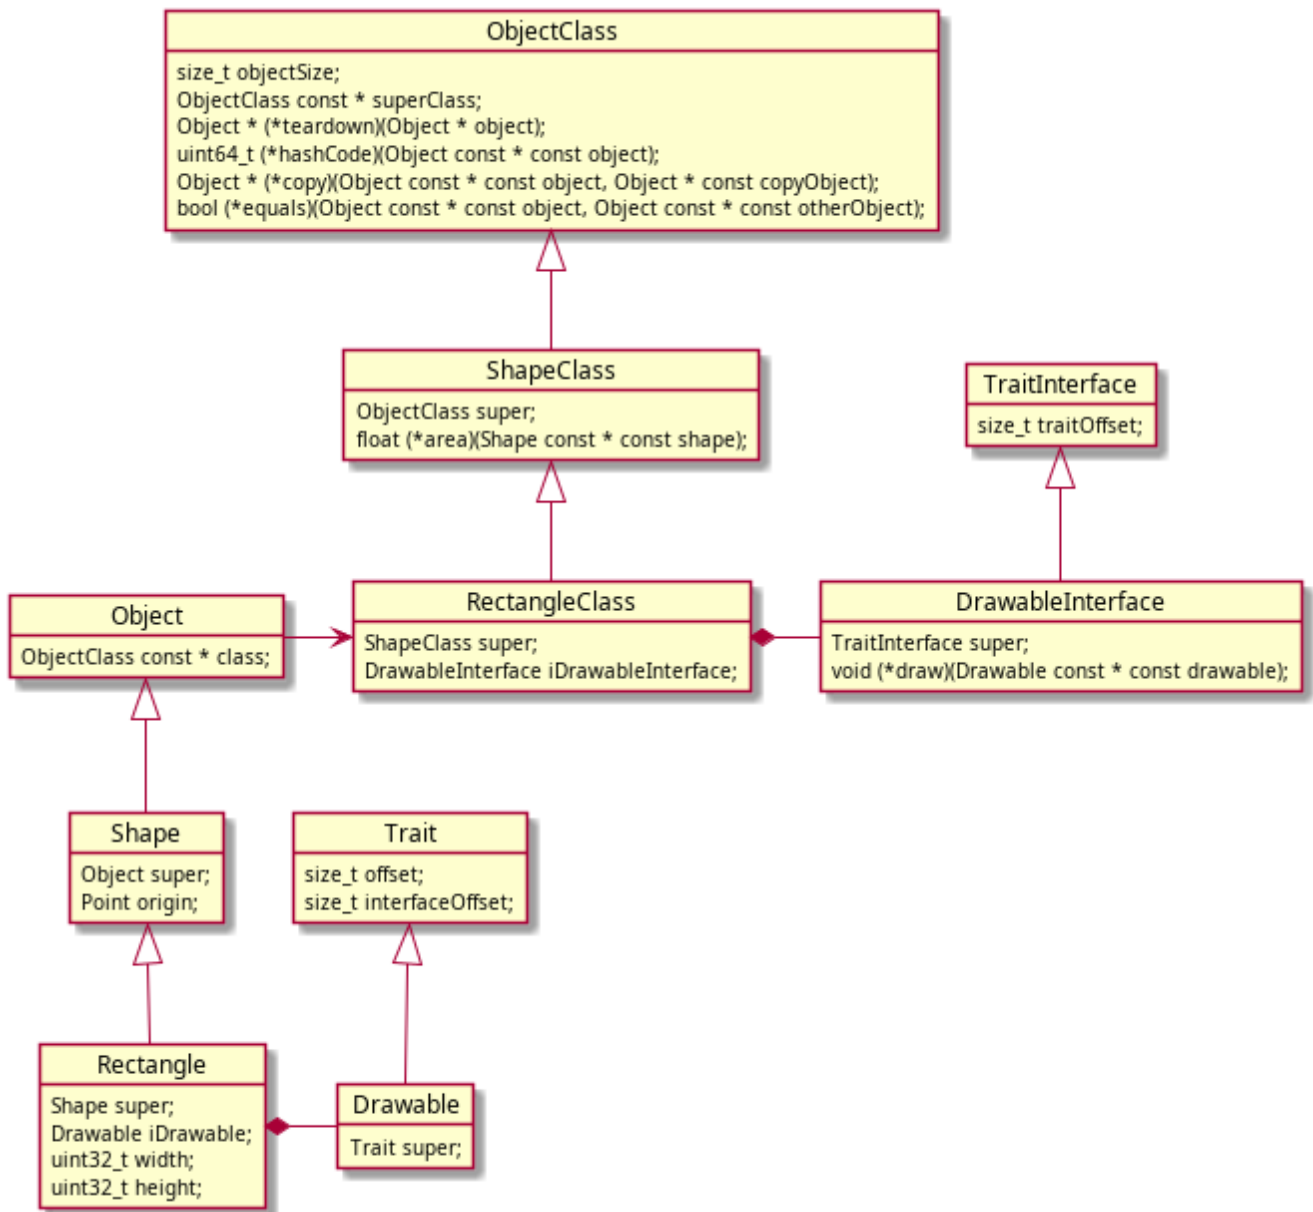 ObjectClass
size_t objectSize;
ObjectClass const * superClass;
Object * (*teardown)(Object * object);
uint64_t (*hashCode)(Object const * const object);
Object * (*copy)(Object const * const object, Object * const copyObject);
bool (*equals)(Object const * const object, Object const * const otherObject);
ShapeClass
ObjectClass super;
float (*area)(Shape const * const shape);
TraitInterface
size_t traitOffset;
Object
ObjectClass const * class;
RectangleClass
ShapeClass super;
DrawableInterface iDrawableInterface;
DrawableInterface
TraitInterface super;
void (*draw)(Drawable const * const drawable);
Shape
Object super;
Point origin;
Trait
size_t offset;
size_t interfaceOffset;
Rectangle
Shape super;
Drawable iDrawable;
uint32_t width;
uint32_t height;
Drawable
Trait super;